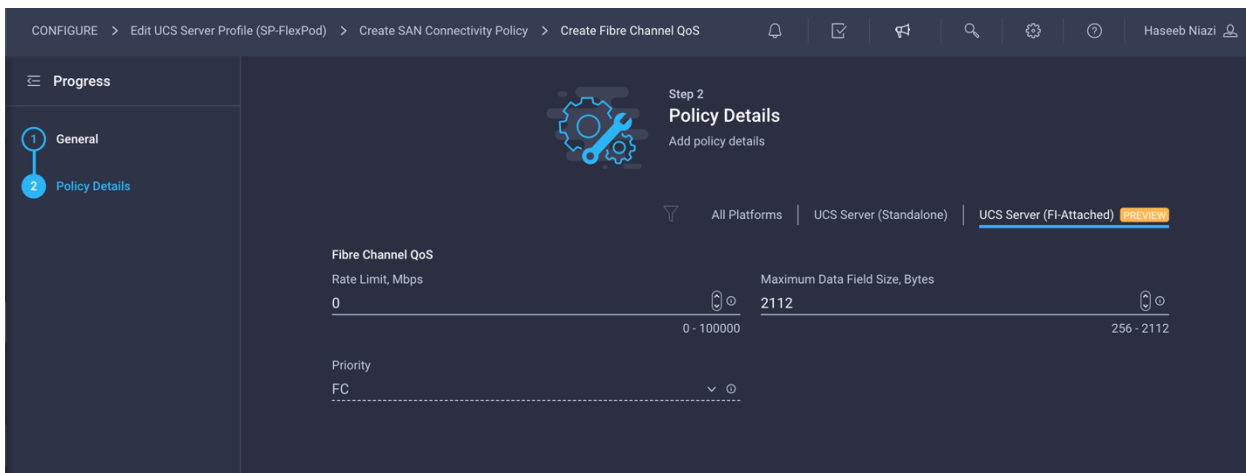 CONFIGURE > Edit UCS Server Profile (SP-FlexPod) > Create SAN Connectivity Policy > Create Fibre Channel QoS Haseeb Niazi
Progress
1 General
2 Policy Details
Step 2
Policy Details
Add policy details
All Platforms | UCS Server (Standalone) | UCS Server (FI-Attached) PREVIEW
Fibre Channel QoS
Rate Limit, Mbps Maximum Data Field Size, Bytes
0 2112
0 - 100000 256 - 2112
Priority
FC